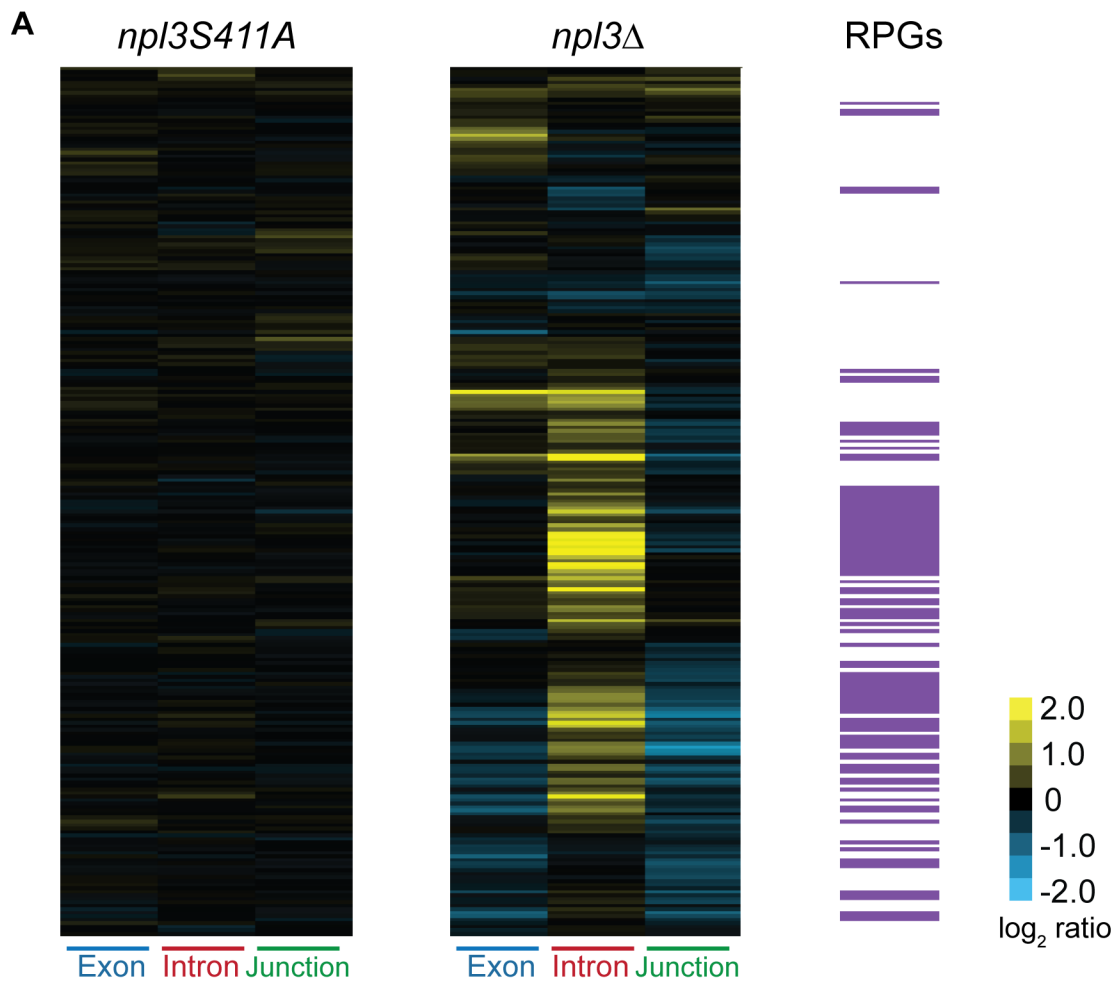 A
npl3S411A npl3Δ RPGs
2.0
1.0
0
-1.0
-2.0
log2 ratio
Exon Intron Junction Exon Intron Junction